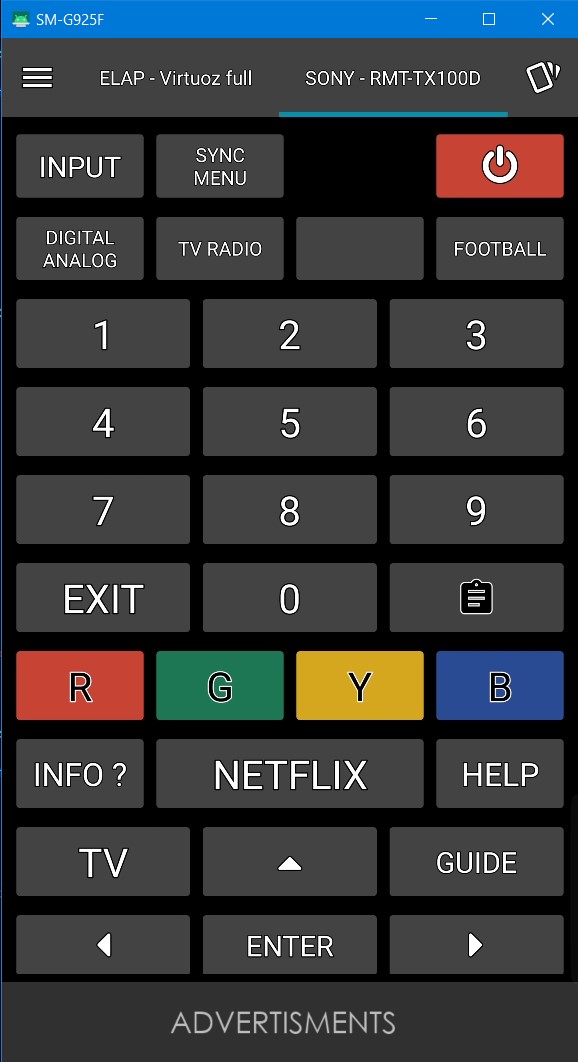 SM-G925F
ELAP - Virtuoz full SONY - RMT-TX100D
INPUT
SYNC
MENU
DIGITAL
ANALOG
TV RADIO
FOOTBALL
1 2 3
4 5 6
7 8 9
EXIT 0
R G Y B
INFO ? NETFLIX HELP
TV GUIDE
ENTER
ADVERTISMENTS